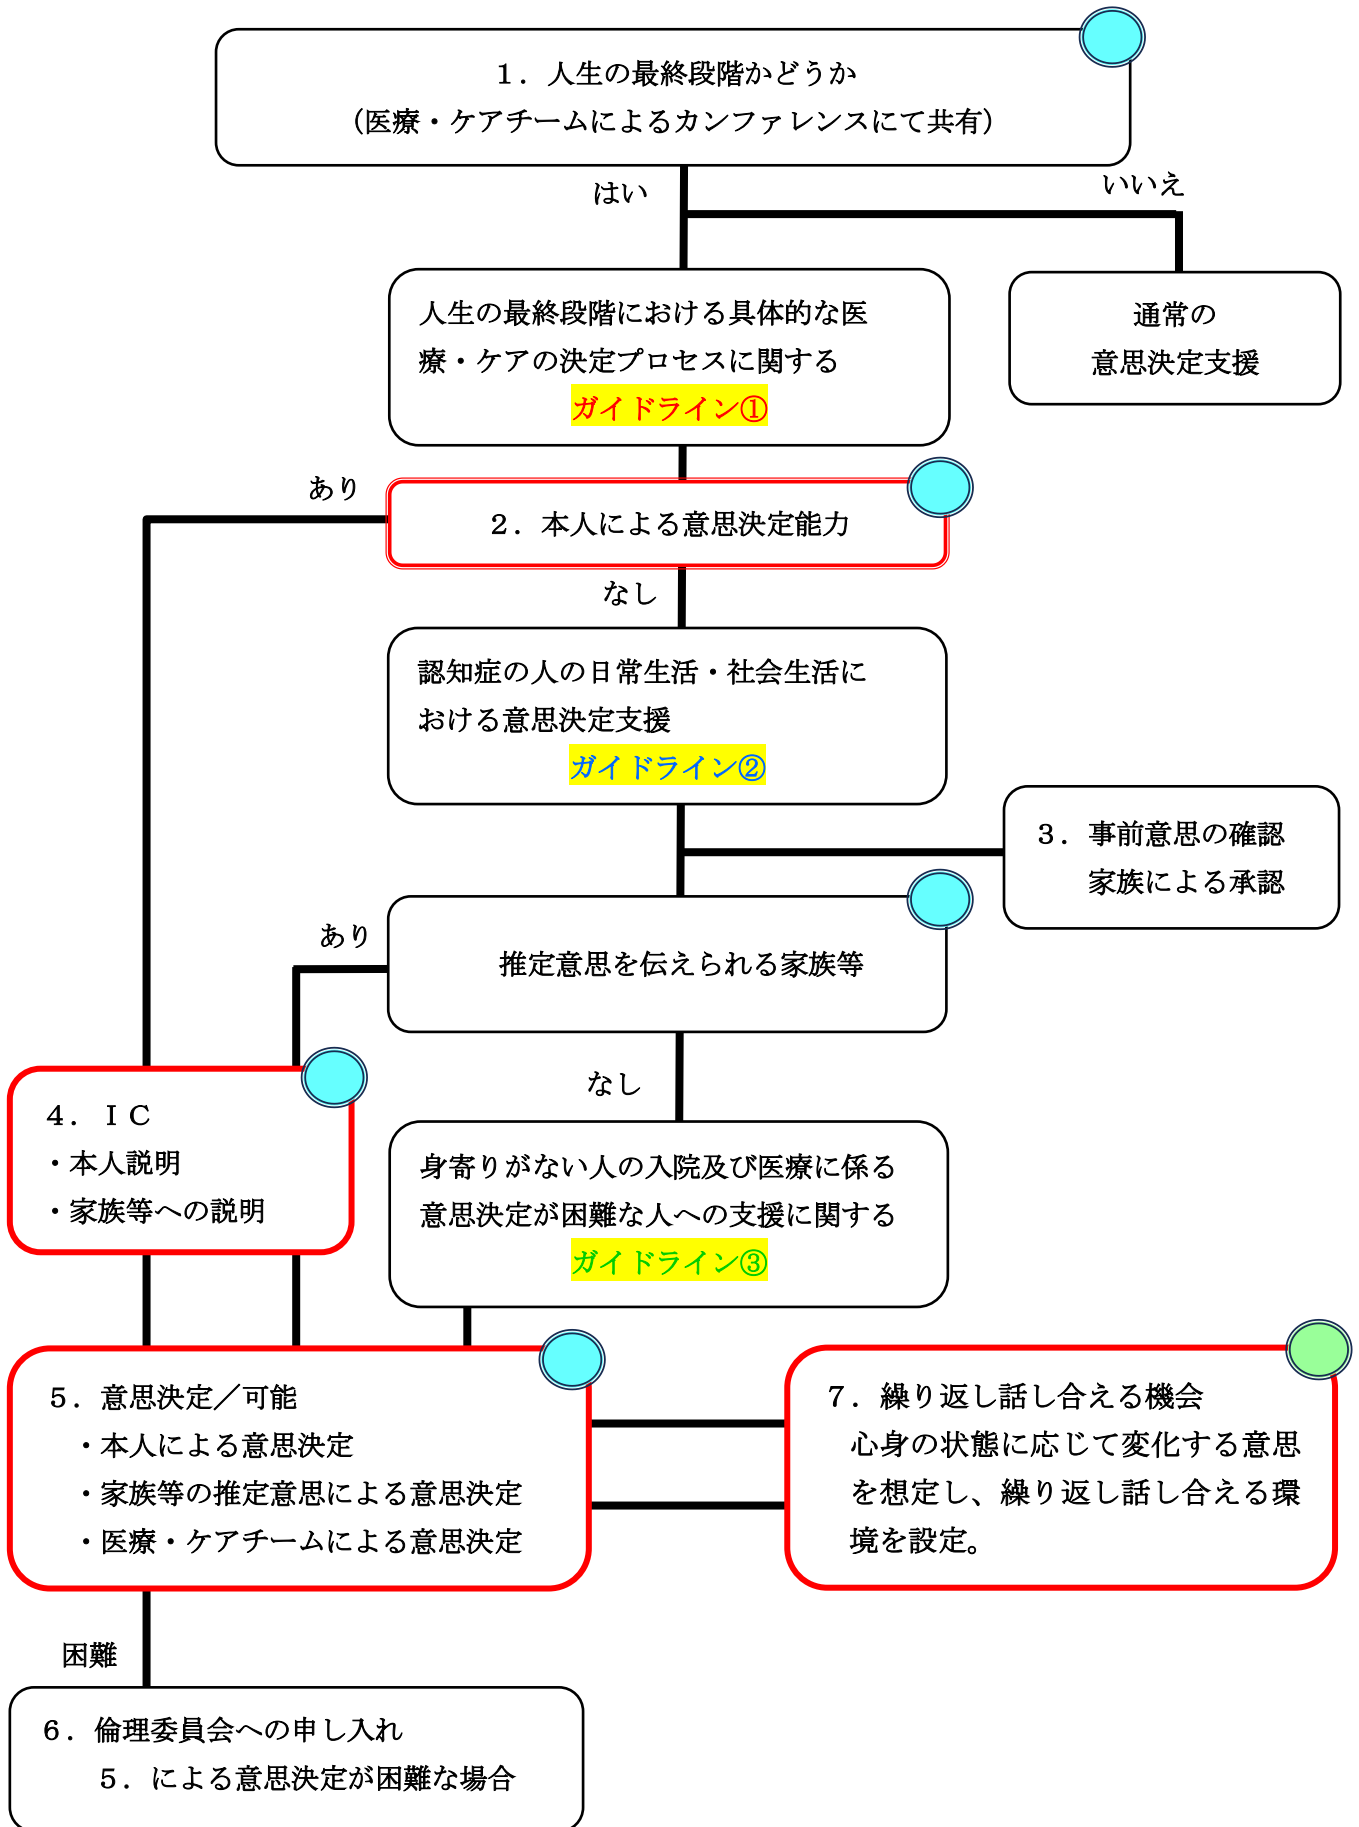 １．人生の最終段階かどうか
（医療・ケアチームによるカンファレンスにて共有）
はい
いいえ
人生の最終段階における具体的な医
療・ケアの決定プロセスに関する
ガイドライン①
通常の
意思決定支援
あり
２．本人による意思決定能力
なし
認知症の人の日常生活・社会生活に
おける意思決定支援
ガイドライン②
３．事前意思の確認
家族による承認
あり
推定意思を伝えられる家族等
なし
４．ＩＣ
・本人説明
・家族等への説明
身寄りがない人の入院及び医療に係る
意思決定が困難な人への支援に関する
ガイドライン③
５．意思決定／可能
・本人による意思決定
・家族等の推定意思による意思決定
・医療・ケアチームによる意思決定
７．繰り返し話し合える機会
心身の状態に応じて変化する意思
を想定し、繰り返し話し合える環
境を設定。
困難
６．倫理委員会への申し入れ
５．による意思決定が困難な場合